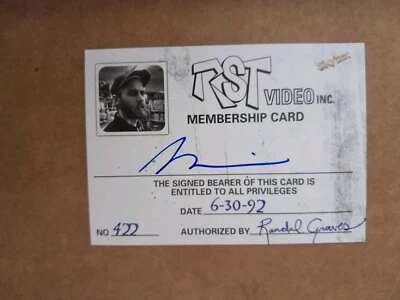 RST VIDEO INC.
MEMBERSHIP CARD
THE SIGNED BEARER OF THIS CARD IS
ENTITLED TO ALL PRIVILEGES
DATE 6-30-92
NO 422 AUTHORIZED BY Randal Graves